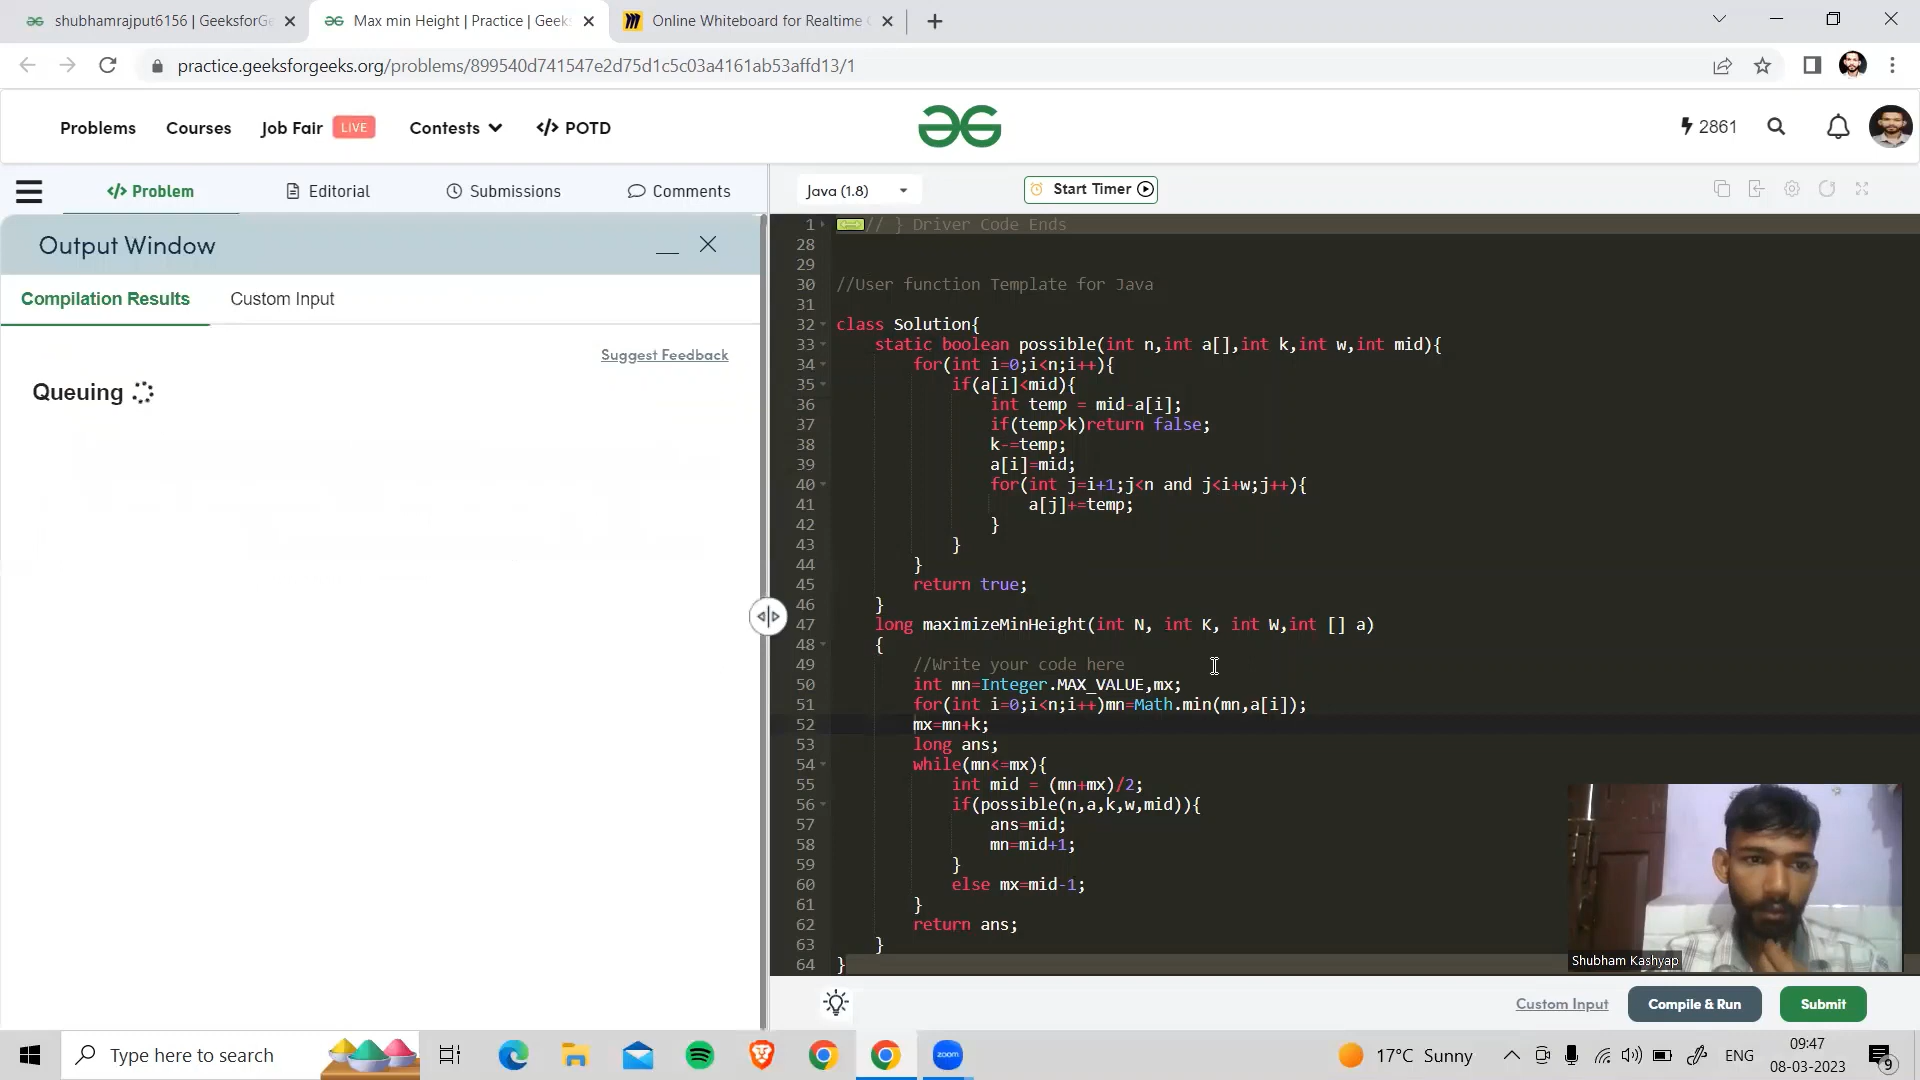 shubhamrajput6156 | GeeksforGe
Max min Height | Practice | Geeks
Online Whiteboard for Realtime C
practice.geeksforgeeks.org/problems/899540d741547e2d75d1c5c03a4161ab53affd13/1
Problems
Courses
Job Fair LIVE
Contests
</> POTD
2861
</> Problem
Editorial
Submissions
Comments
Java (1.8)
Start Timer
Output Window
Compilation Results
Custom Input
Suggest Feedback
Queuing
1 // } Driver Code Ends
28
29
30 //User function Template for Java
31
32 class Solution{
33 static boolean possible(int n,int a[],int k,int w,int mid){
34 for(int i=0;i<n;i++){
35 if(a[i]<mid){
36 int temp = mid-a[i];
37 if(temp>k)return false;
38 k-=temp;
39 a[i]=mid;
40 for(int j=i+1;j<n and j<i+w;j++){
41 a[j]+=temp;
42 }
43 }
44 }
45 return true;
46 }
47 long maximizeMinHeight(int N, int K, int W,int [] a)
48 {
49 //Write your code here
50 int mn=Integer.MAX_VALUE,mx;
51 for(int i=0;i<n;i++)mn=Math.min(mn,a[i]);
52 mx=mn+k;
53 long ans;
54 while(mn<=mx){
55 int mid = (mn+mx)/2;
56 if(possible(n,a,k,w,mid)){
57 ans=mid;
58 mn=mid+1;
59 }
60 else mx=mid-1;
61 }
62 return ans;
63 }
64 }
Shubham Kashyap
Custom Input
Compile & Run
Submit
Type here to search
zoom
17°C Sunny
ENG
09:47
08-03-2023
9